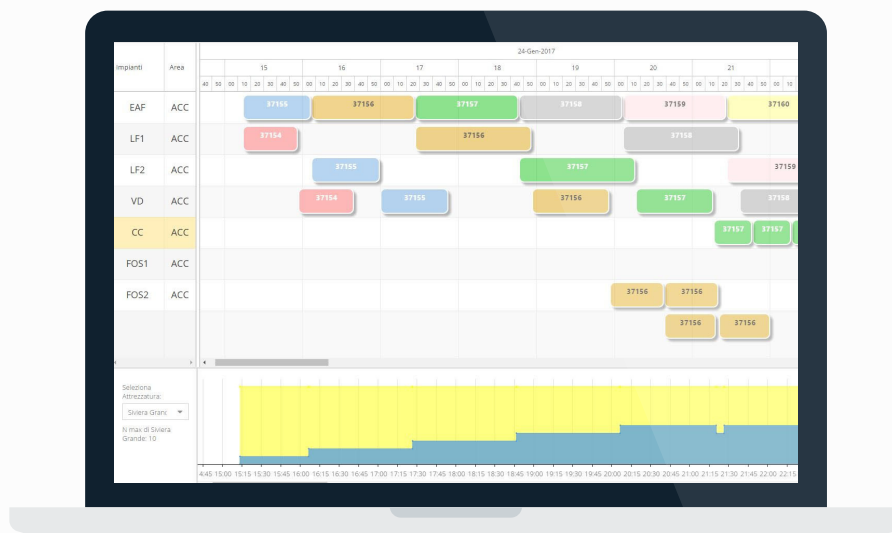 24-Gen-2017
Impianti Area 15 16 17 18 19 20 21
40 50 00 10 20 30 40 50 00 10 20 30 40 50 00 10 20 30 40 50 00 10 20 30 40 50 00 10 20 30 40 50 00 10 20 30 40 50 00 10 20 30 40 50 00 10
EAF ACC 37155 37156 37157 37158 37159 37160
LF1 ACC 37154 37156 37158
LF2 ACC 37155 37157 37159
VD ACC 37154 37155 37156 37157 37158
CC ACC 37157 37157
FOS1 ACC
FOS2 ACC 37156 37156
37156 37156
Seleziona
Attrezzatura:
Siviera Gran
N max di Siviera
Grande: 10
4:45 15:00 15:15 15:30 15:45 16:00 16:15 16:30 16:45 17:00 17:15 17:30 17:45 18:00 18:15 18:30 18:45 19:00 19:15 19:30 19:45 20:00 20:15 20:30 20:45 21:00 21:15 21:30 21:45 22:00 22:15